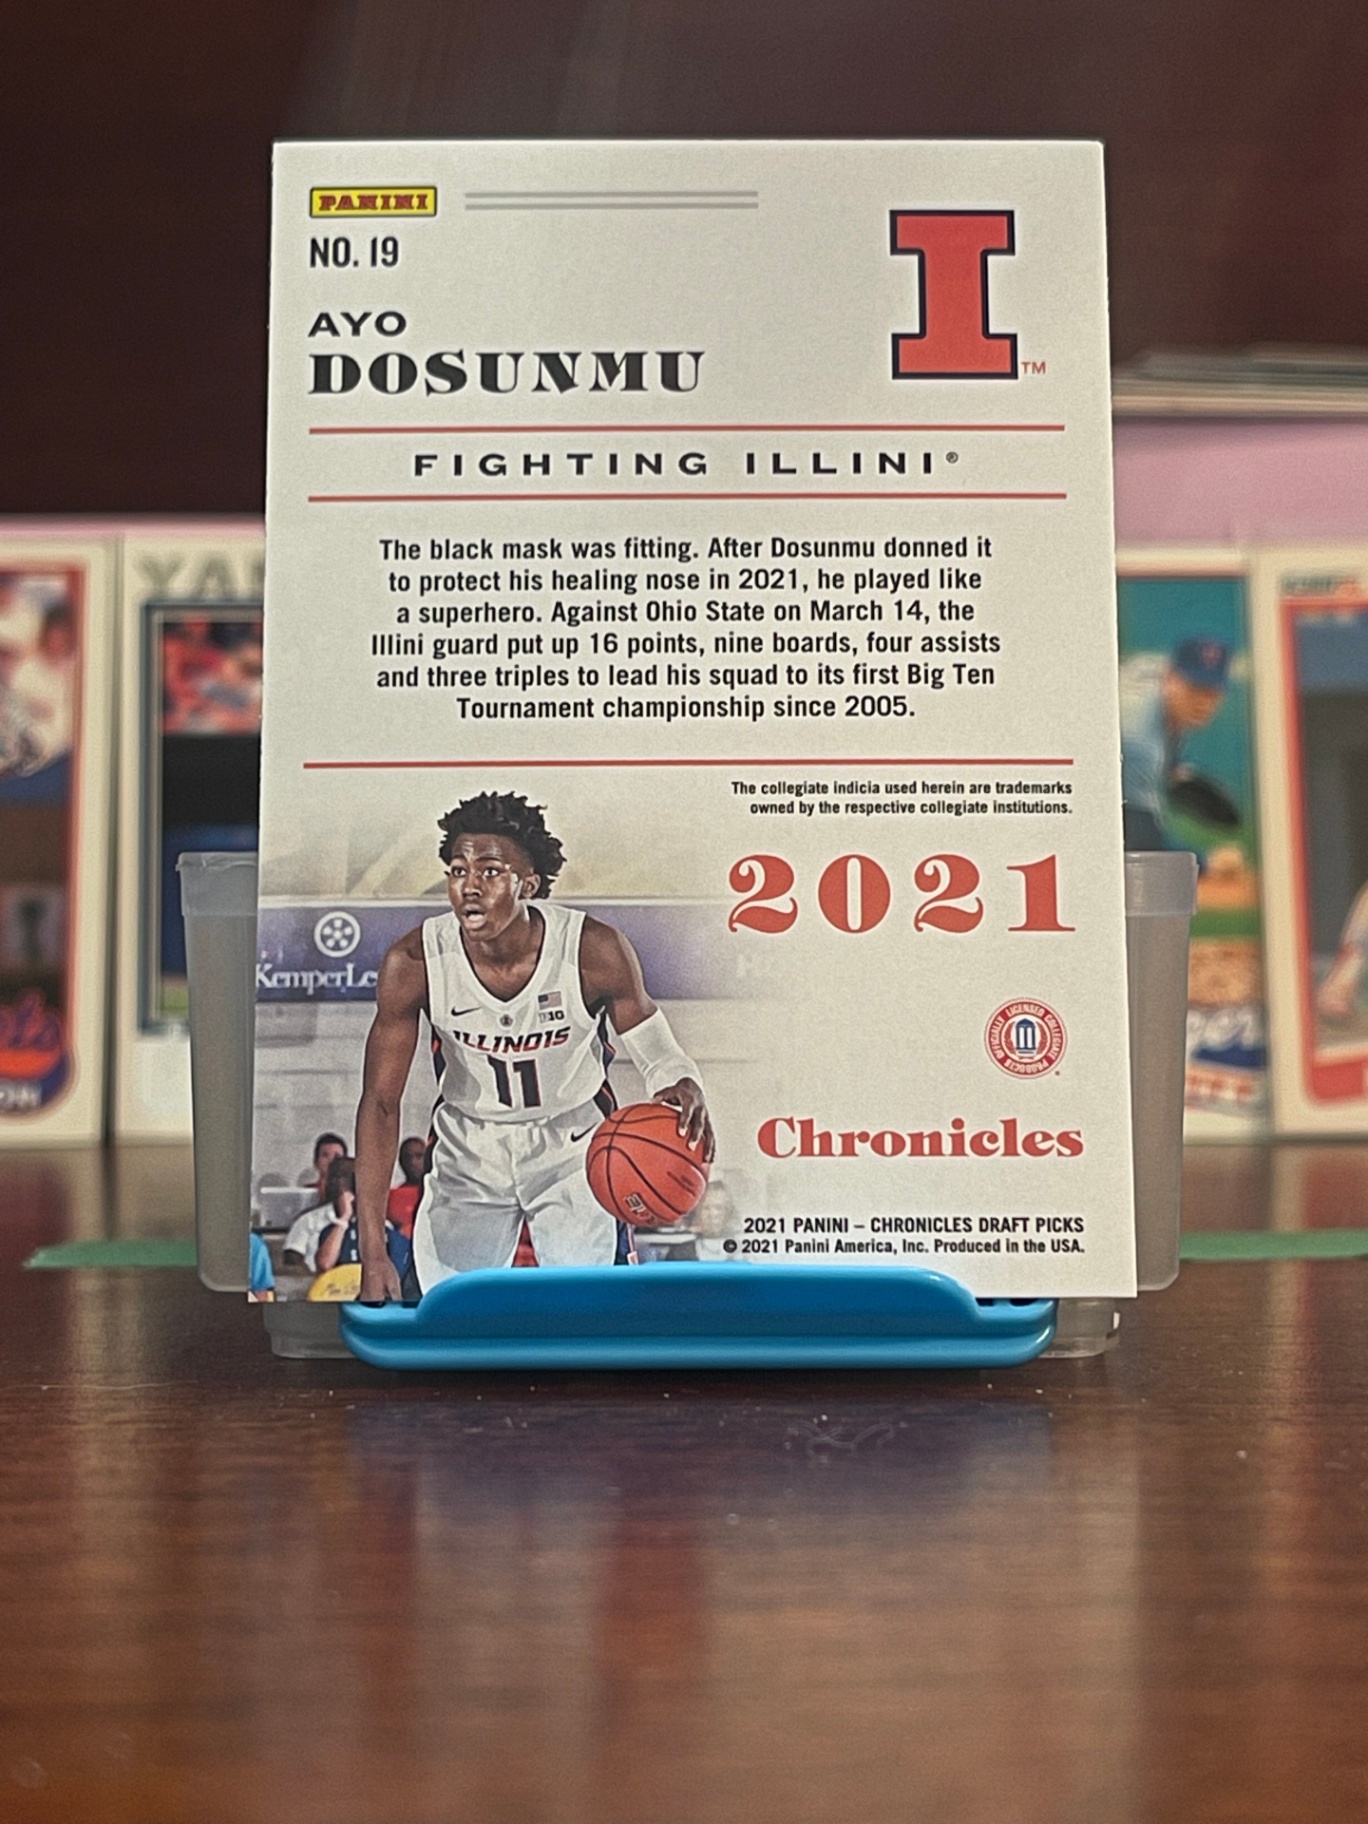 PANINI
NO. 19
AYO
DOSUNMU
I TM
FIGHTING ILLINI®
The black mask was fitting. After Dosunmu donned it
to protect his healing nose in 2021, he played like
a superhero. Against Ohio State on March 14, the
Illini guard put up 16 points, nine boards, four assists
and three triples to lead his squad to its first Big Ten
Tournament championship since 2005.
The collegiate indicia used herein are trademarks
owned by the respective collegiate institutions.
2021
KemperLe
B1G
ILLINOIS
11
OFFICIALLY LICENSED COLLEGIATE PRODUCTS
Chronicles
2021 PANINI – CHRONICLES DRAFT PICKS
© 2021 Panini America, Inc. Produced in the USA.
YA